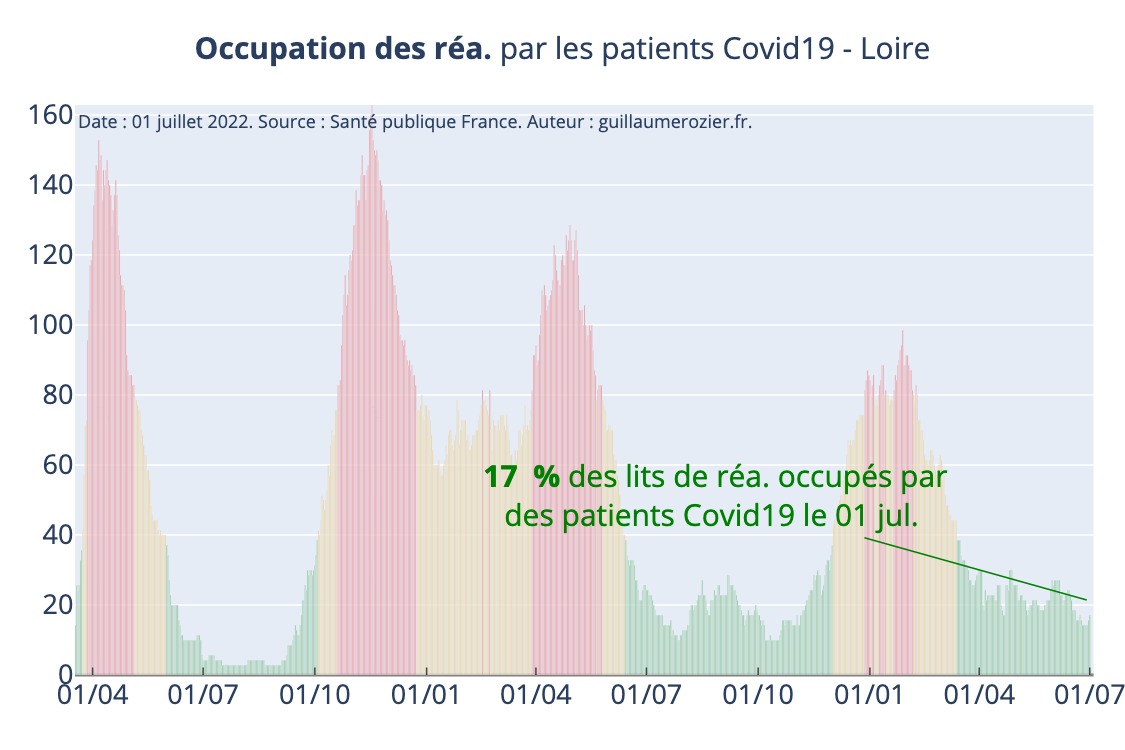 Occupation des réa. par les patients Covid19 - Loire
160
Date : 01 juillet 2022. Source : Santé publique France. Auteur : guillaumerozier.fr.
140
120
100
80
60
17 % des lits de réa. occupés par
des patients Covid19 le 01 jul.
40
20
0
01/04 01/07 01/10 01/01 01/04 01/07 01/10 01/01 01/04 01/07